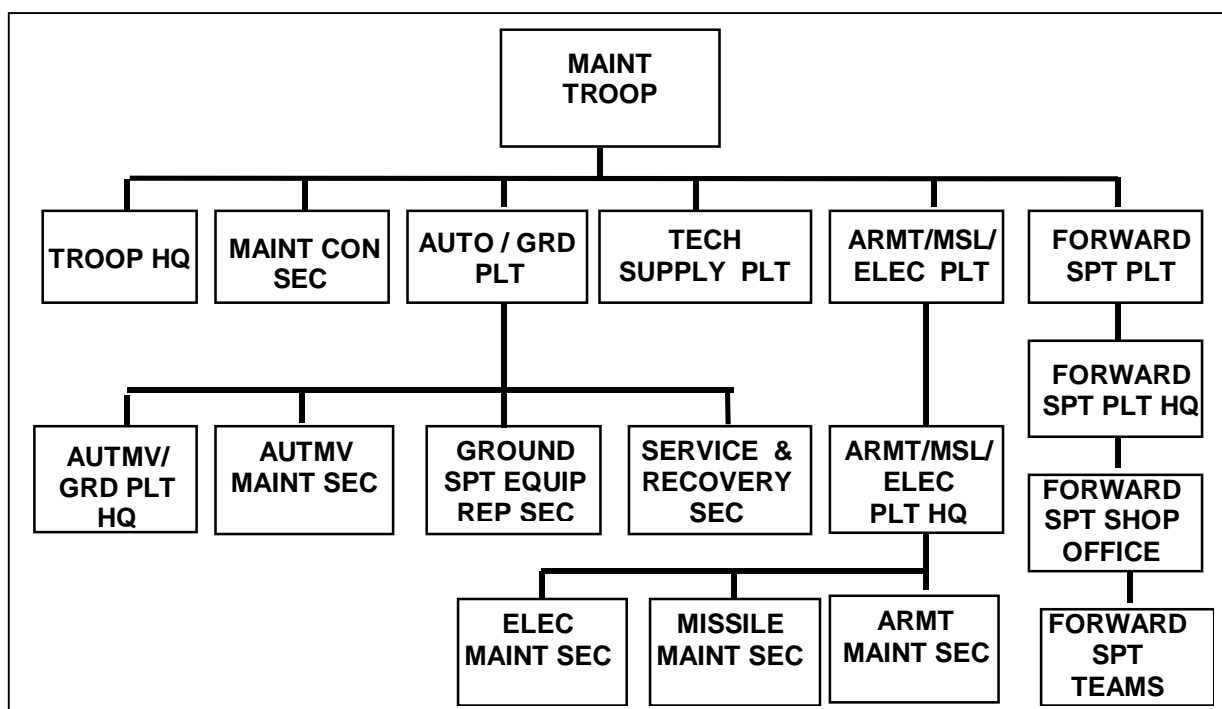 MAINT
TROOP
TROOP HQ
MAINT CON
SEC
AUTO / GRD
PLT
TECH
SUPPLY PLT
ARMT/MSL/
ELEC PLT
FORWARD
SPT PLT
FORWARD
SPT PLT HQ
AUTMV/
GRD PLT
HQ
AUTMV
MAINT SEC
GROUND
SPT EQUIP
REP SEC
SERVICE &
RECOVERY
SEC
ARMT/MSL/
ELEC
PLT HQ
FORWARD
SPT SHOP
OFFICE
ELEC
MAINT SEC
MISSILE
MAINT SEC
ARMT
MAINT SEC
FORWARD
SPT
TEAMS